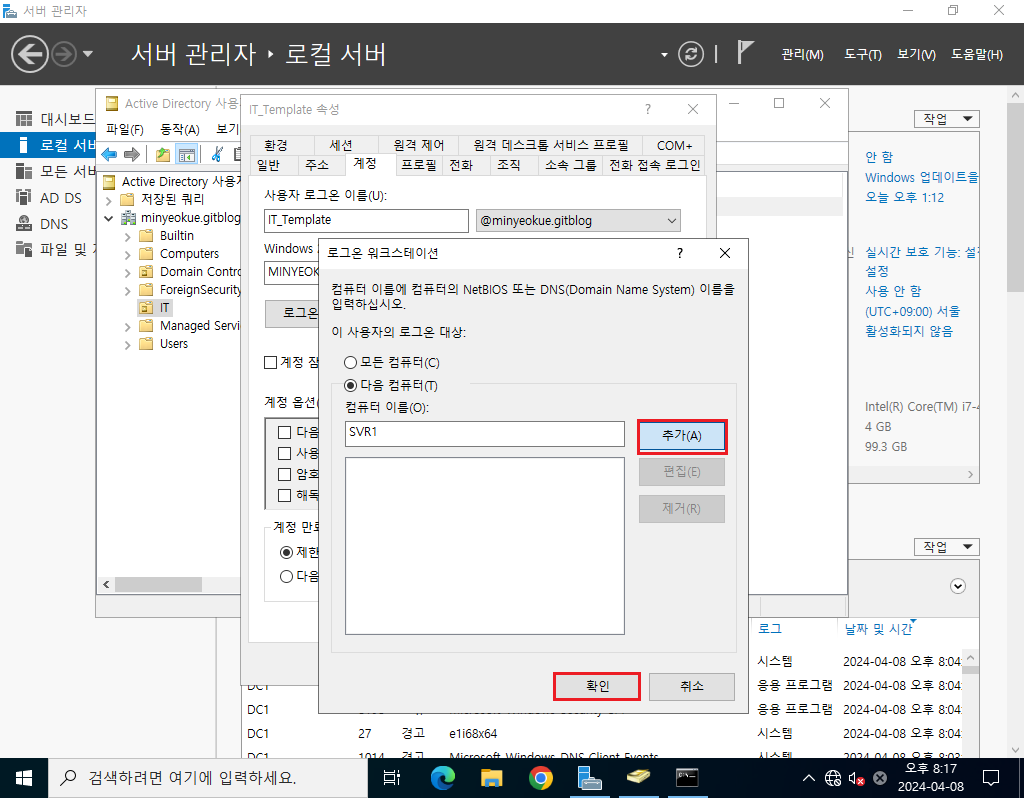 서버 관리자
서버 관리자 ‣ 로컬 서버
관리(M) 도구(T) 보기(V) 도움말(H)
대시보드
로컬 서버
모든 서버
AD DS
DNS
파일 및
Active Directory 사용
파일(F) 동작(A) 보기
Active Directory 사용자
저장된 쿼리
minyeokue.gitblog
Builtin
Computers
Domain Contro
ForeignSecurity
IT
Managed Servi
Users
IT_Template 속성
환경 세션 원격 제어 원격 데스크톱 서비스 프로필 COM+
일반 주소 계정 프로필 전화 조직 소속 그룹 전화 접속 로그인
사용자 로그온 이름(U):
IT_Template @minyeokue.gitblog
Windows
MINYEOK
로그온
계정 잠
계정 옵션(
다음
사용
암호
해독
계정 만료
제한
다음
로그온 워크스테이션
컴퓨터 이름에 컴퓨터의 NetBIOS 또는 DNS(Domain Name System) 이름을
입력하십시오.
이 사용자의 로그온 대상:
모든 컴퓨터(C)
다음 컴퓨터(T)
컴퓨터 이름(O):
SVR1
추가(A)
편집(E)
제거(R)
확인 취소
작업
안 함
Windows 업데이트을
오늘 오후 1:12
실시간 보호 기능: 설정
설정
사용 안 함
(UTC+09:00) 서울
활성화되지 않음
Intel(R) Core(TM) i7-4
4 GB
99.3 GB
작업
로그 날짜 및 시간
시스템 2024-04-08 오후 8:04:
DC1 응용 프로그램 2024-04-08 오후 8:04:
DC1 응용 프로그램 2024-04-08 오후 8:04:
DC1 27 경고 e1i68x64 시스템 2024-04-08 오후 8:04:
DC1 1014 경고 Microsoft-Windows-DNS Client Events 시스템
검색하려면 여기에 입력하세요.
오후 8:17
2024-04-08